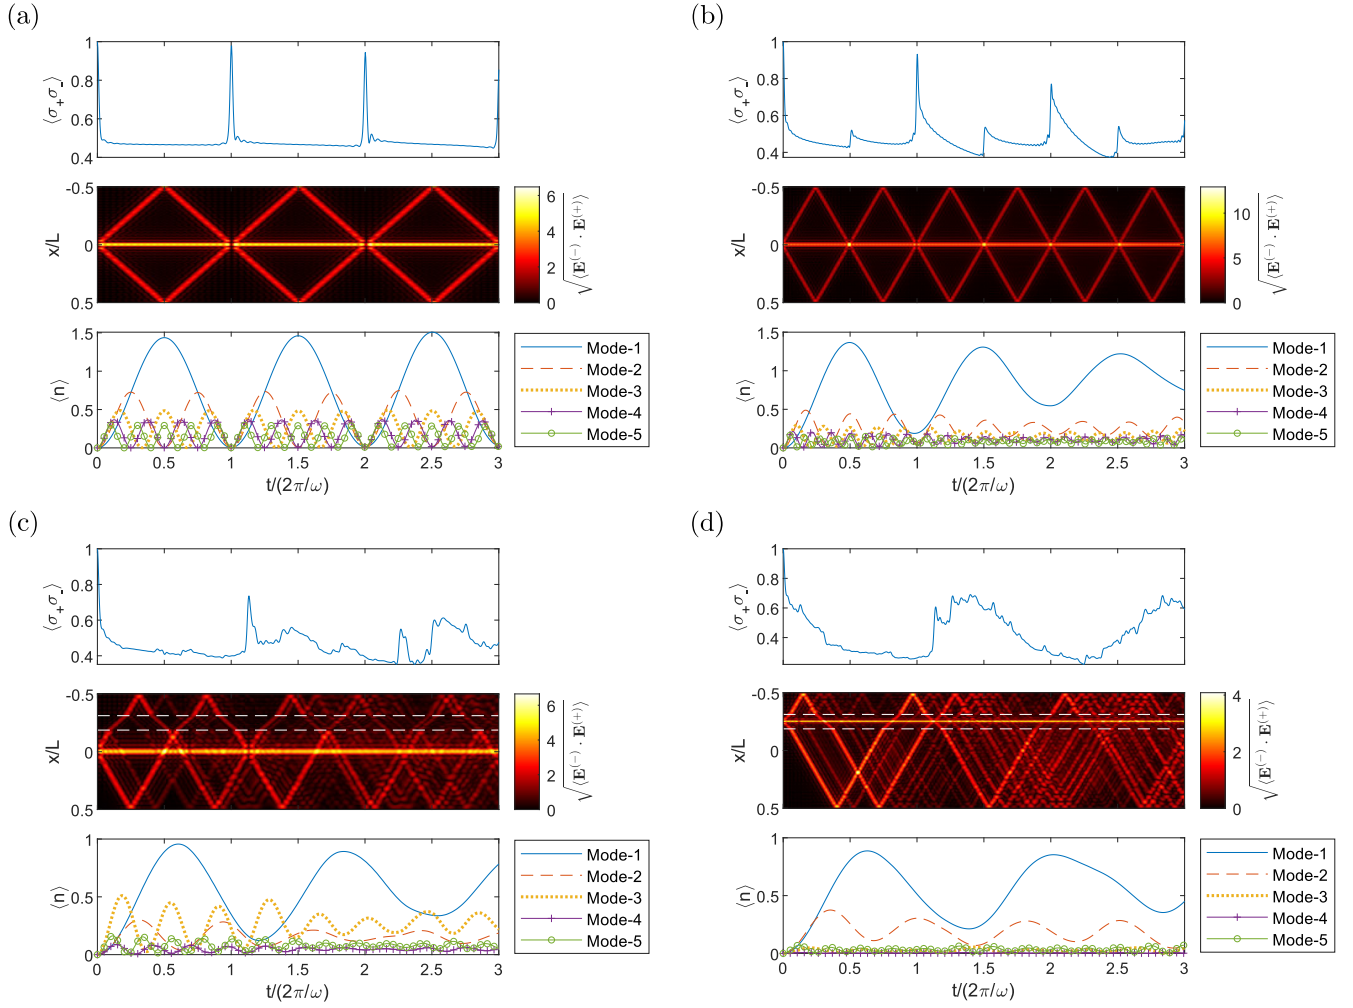 (a)
1
0.8
0.6
0.4
⟨σ+σ-⟩
-0.5
0
0.5
x/L
6
4
2
0
√⟨E(−) · E(+)⟩
1.5
1
0.5
0
⟨n⟩
0 0.5 1 1.5 2 2.5 3
t/(2π/ω)
Mode-1
Mode-2
Mode-3
Mode-4
Mode-5
(b)
1
0.8
0.6
0.4
⟨σ+σ-⟩
-0.5
0
0.5
x/L
10
5
0
√⟨E(−) · E(+)⟩
1.5
1
0.5
0
⟨n⟩
0 0.5 1 1.5 2 2.5 3
t/(2π/ω)
Mode-1
Mode-2
Mode-3
Mode-4
Mode-5
(c)
1
0.8
0.6
0.4
⟨σ+σ-⟩
-0.5
0
0.5
x/L
6
4
2
0
√⟨E(−) · E(+)⟩
1
0.5
0
⟨n⟩
0 0.5 1 1.5 2 2.5 3
t/(2π/ω)
Mode-1
Mode-2
Mode-3
Mode-4
Mode-5
(d)
1
0.8
0.6
0.4
⟨σ+σ-⟩
-0.5
0
0.5
x/L
4
2
0
√⟨E(−) · E(+)⟩
1
0.5
0
⟨n⟩
0 0.5 1 1.5 2 2.5 3
t/(2π/ω)
Mode-1
Mode-2
Mode-3
Mode-4
Mode-5